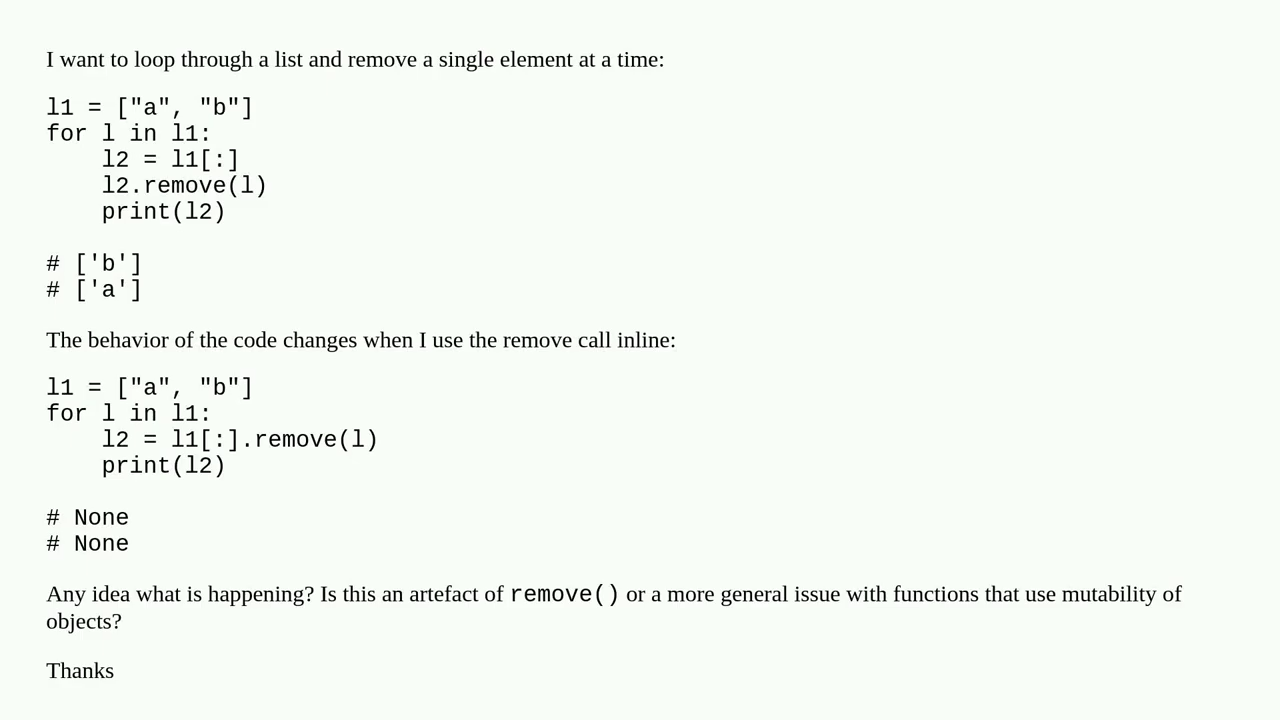 I want to loop through a list and remove a single element at a time:
l1 = ["a", "b"]
for l in l1:
    l2 = l1[:]
    l2.remove(l)
    print(l2)
# ['b']
# ['a']
The behavior of the code changes when I use the remove call inline:
l1 = ["a", "b"]
for l in l1:
    l2 = l1[:].remove(l)
    print(l2)
# None
# None
Any idea what is happening? Is this an artefact of remove() or a more general issue with functions that use mutability of
objects?
Thanks